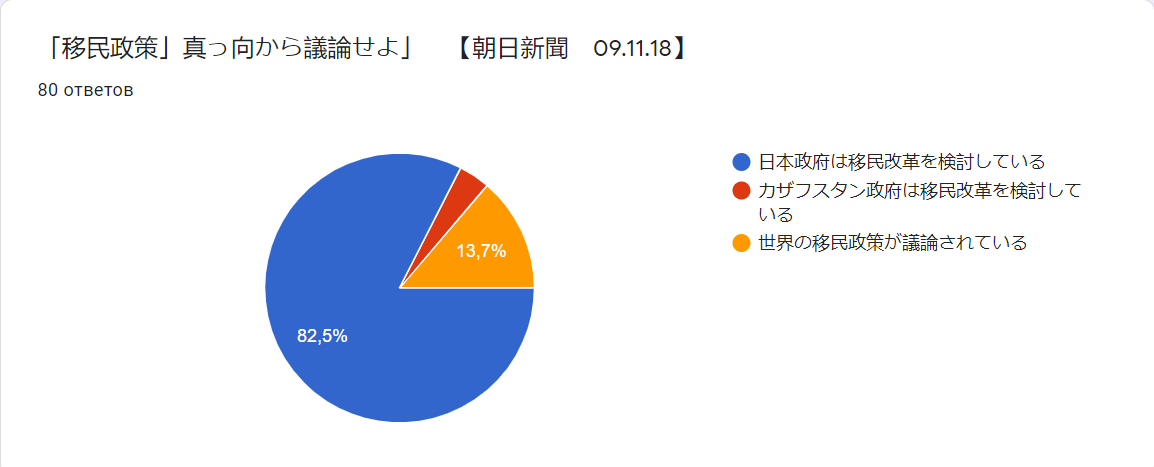 「移民政策」真っ向から議論せよ」　【朝日新聞　09.11.18】
80 ответов
日本政府は移民改革を検討している
カザフスタン政府は移民改革を検討して
いる
世界の移民政策が議論されている
13,7%
82,5%